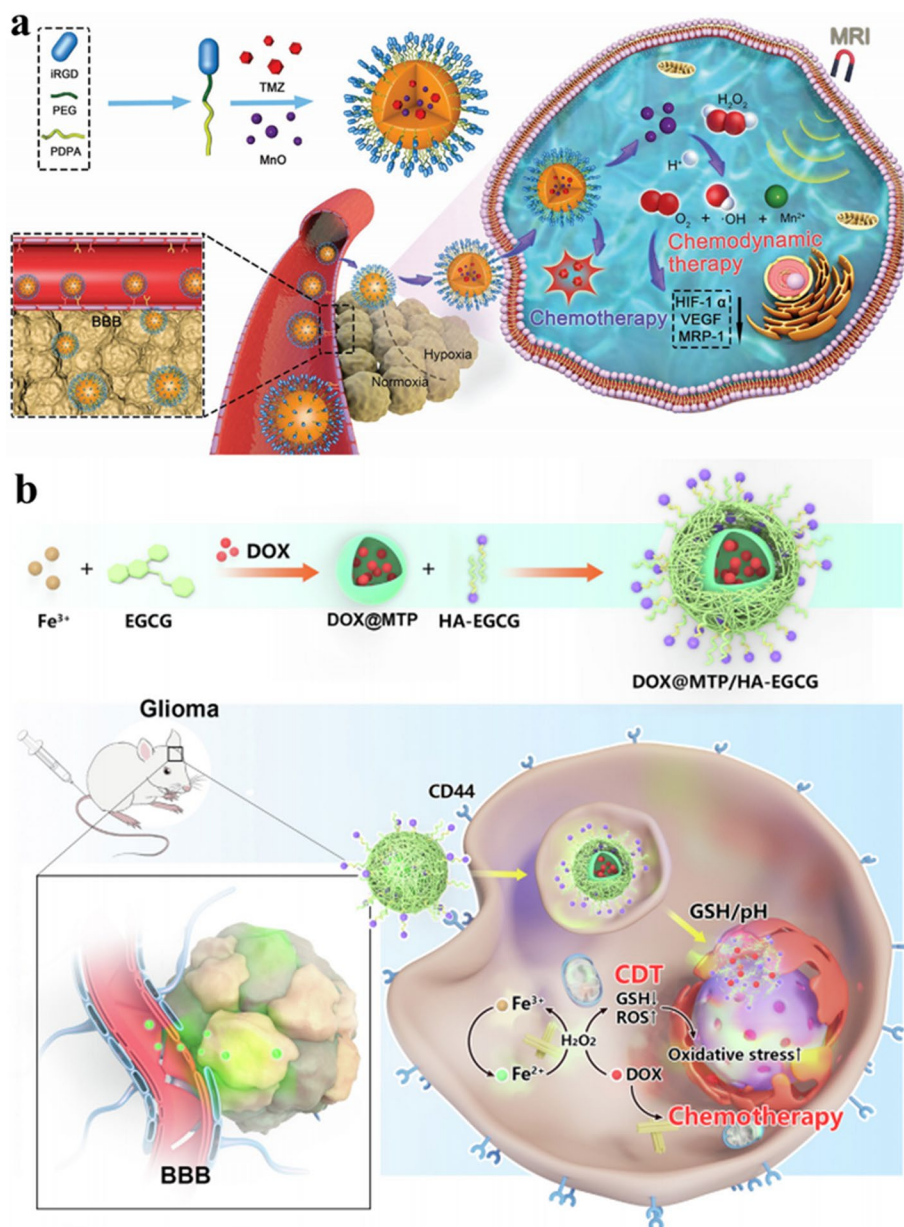 a
iRGD
PEG
PDPA
TMZ
MnO
MRI
H₂O₂
H⁺
O₂ + ·OH + Mn²⁺
Chemodynamic
therapy
Chemotherapy
HIF-1 α
VEGF
MRP-1
BBB
Hypoxia
Normoxia
b
Fe³⁺ + EGCG
DOX
DOX@MTP + HA-EGCG
DOX@MTP/HA-EGCG
Glioma
CD44
GSH/pH
CDT
GSH↓
ROS↑
Fe³⁺
H₂O₂
Fe²⁺
Oxidative stress↑
DOX
Chemotherapy
BBB